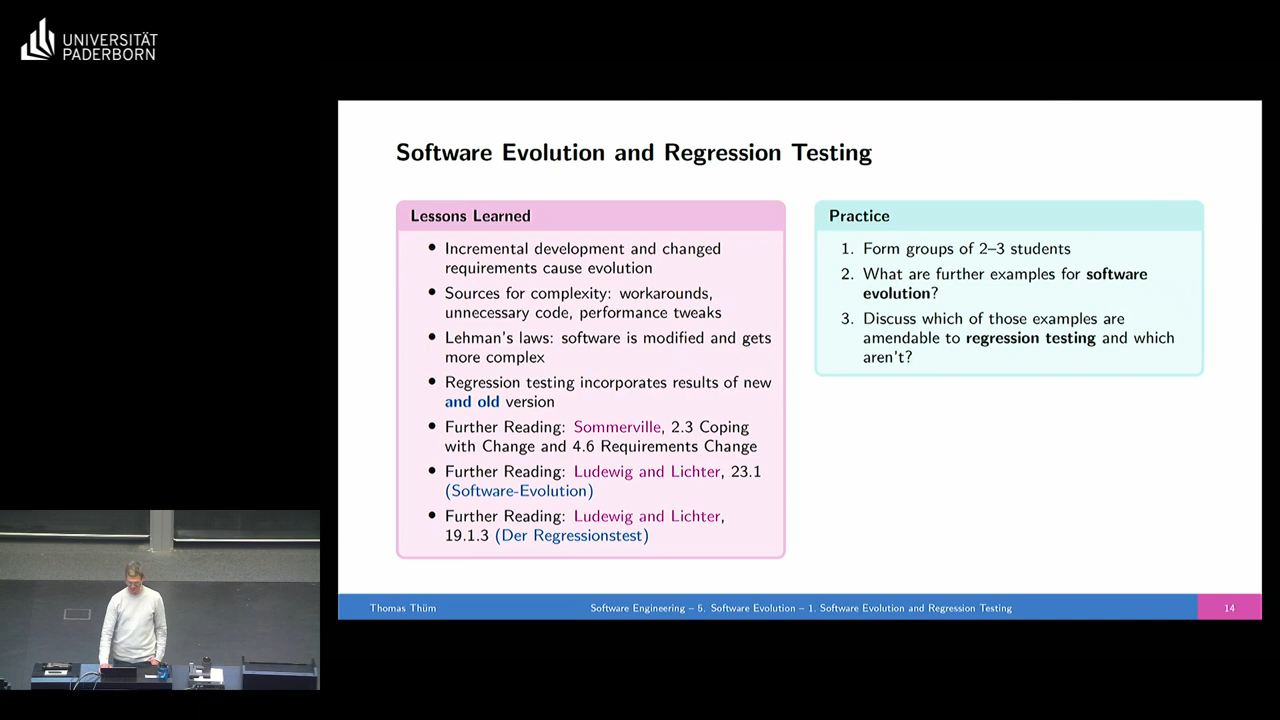 UNIVERSITÄT
PADERBORN
Software Evolution and Regression Testing
Lessons Learned
• Incremental development and changed
requirements cause evolution
• Sources for complexity: workarounds,
unnecessary code, performance tweaks
• Lehman's laws: software is modified and gets
more complex
• Regression testing incorporates results of new
and old version
• Further Reading: Sommerville, 2.3 Coping
with Change and 4.6 Requirements Change
• Further Reading: Ludewig and Lichter, 23.1
(Software-Evolution)
• Further Reading: Ludewig and Lichter,
19.1.3 (Der Regressionstest)
Practice
1. Form groups of 2–3 students
2. What are further examples for software
evolution?
3. Discuss which of those examples are
amendable to regression testing and which
aren't?
Thomas Thüm
Software Engineering – 5. Software Evolution – 1. Software Evolution and Regression Testing
14